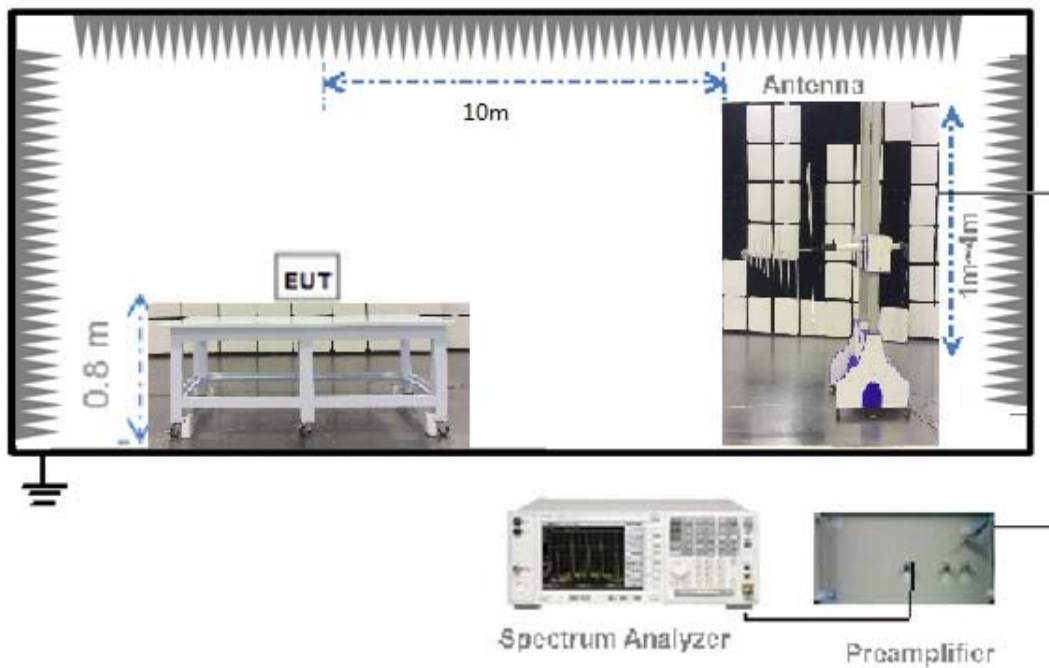 Antenna
10m
1m~4m
EUT
0.8 m
Spectrum Analyzer
Preamplifier